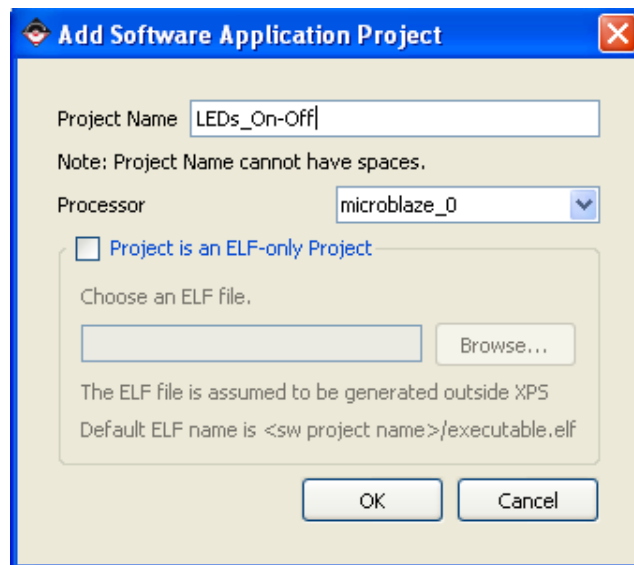 Add Software Application Project
Project Name LEDs_On-Off
Note: Project Name cannot have spaces.
Processor microblaze_0
Project is an ELF-only Project
Choose an ELF file.
Browse...
The ELF file is assumed to be generated outside XPS
Default ELF name is <sw project name>/executable.elf
OK Cancel